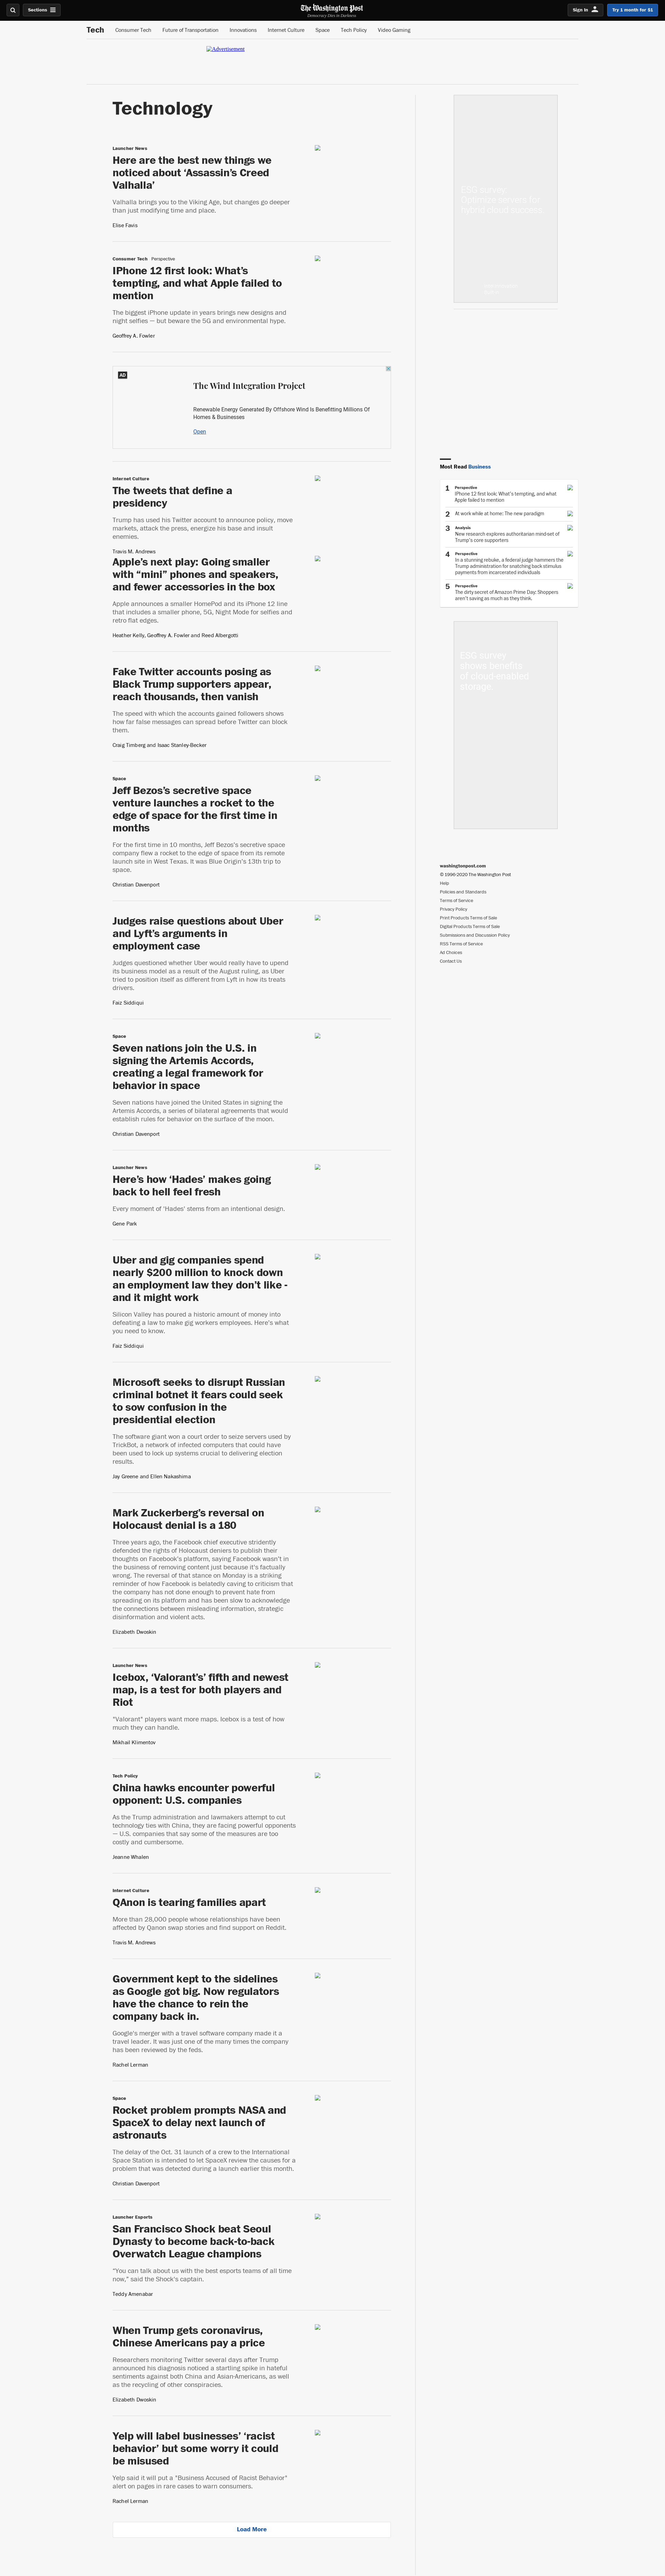 Sections
The Washington Post
Democracy Dies in Darkness
Sign In
Try 1 month for $1
Tech
Consumer Tech
Future of Transportation
Innovations
Internet Culture
Space
Tech Policy
Video Gaming
Advertisement
Technology
Launcher News
Here are the best new things we
noticed about ‘Assassin’s Creed
Valhalla’
Valhalla brings you to the Viking Age, but changes go deeper
than just modifying time and place.
Elise Favis
Consumer Tech Perspective
IPhone 12 first look: What’s
tempting, and what Apple failed to
mention
The biggest iPhone update in years brings new designs and
night selfies — but beware the 5G and environmental hype.
Geoffrey A. Fowler
AD
The Wind Integration Project
Renewable Energy Generated By Offshore Wind Is Benefitting Millions Of
Homes & Businesses
Open
Internet Culture
The tweets that define a
presidency
Trump has used his Twitter account to announce policy, move
markets, attack the press, energize his base and insult
enemies.
Travis M. Andrews
Apple’s next play: Going smaller
with “mini” phones and speakers,
and fewer accessories in the box
Apple announces a smaller HomePod and its iPhone 12 line
that includes a smaller phone, 5G, Night Mode for selfies and
retro flat edges.
Heather Kelly, Geoffrey A. Fowler and Reed Albergotti
Fake Twitter accounts posing as
Black Trump supporters appear,
reach thousands, then vanish
The speed with which the accounts gained followers shows
how far false messages can spread before Twitter can block
them.
Craig Timberg and Isaac Stanley-Becker
Space
Jeff Bezos’s secretive space
venture launches a rocket to the
edge of space for the first time in
months
For the first time in 10 months, Jeff Bezos’s secretive space
company flew a rocket to the edge of space from its remote
launch site in West Texas. It was Blue Origin’s 13th trip to
space.
Christian Davenport
Judges raise questions about Uber
and Lyft’s arguments in
employment case
Judges questioned whether Uber would really have to upend
its business model as a result of the August ruling, as Uber
tried to position itself as different from Lyft in how its treats
drivers.
Faiz Siddiqui
Space
Seven nations join the U.S. in
signing the Artemis Accords,
creating a legal framework for
behavior in space
Seven nations have joined the United States in signing the
Artemis Accords, a series of bilateral agreements that would
establish rules for behavior on the surface of the moon.
Christian Davenport
Launcher News
Here’s how ‘Hades’ makes going
back to hell feel fresh
Every moment of 'Hades' stems from an intentional design.
Gene Park
Uber and gig companies spend
nearly $200 million to knock down
an employment law they don’t like -
and it might work
Silicon Valley has poured a historic amount of money into
defeating a law to make gig workers employees. Here’s what
you need to know.
Faiz Siddiqui
Microsoft seeks to disrupt Russian
criminal botnet it fears could seek
to sow confusion in the
presidential election
The software giant won a court order to seize servers used by
TrickBot, a network of infected computers that could have
been used to lock up systems crucial to delivering election
results.
Jay Greene and Ellen Nakashima
Mark Zuckerberg’s reversal on
Holocaust denial is a 180
Three years ago, the Facebook chief executive stridently
defended the rights of Holocaust deniers to publish their
thoughts on Facebook’s platform, saying Facebook wasn’t in
the business of removing content just because it’s factually
wrong. The reversal of that stance on Monday is a striking
reminder of how Facebook is belatedly caving to criticism that
the company has not done enough to prevent hate from
spreading on its platform and has been slow to acknowledge
the connections between misleading information, strategic
disinformation and violent acts.
Elizabeth Dwoskin
Launcher News
Icebox, ‘Valorant’s’ fifth and newest
map, is a test for both players and
Riot
"Valorant" players want more maps. Icebox is a test of how
much they can handle.
Mikhail Klimentov
Tech Policy
China hawks encounter powerful
opponent: U.S. companies
As the Trump administration and lawmakers attempt to cut
technology ties with China, they are facing powerful opponents
— U.S. companies that say some of the measures are too
costly and cumbersome.
Jeanne Whalen
Internet Culture
QAnon is tearing families apart
More than 28,000 people whose relationships have been
affected by Qanon swap stories and find support on Reddit.
Travis M. Andrews
Government kept to the sidelines
as Google got big. Now regulators
have the chance to rein the
company back in.
Google’s merger with a travel software company made it a
travel leader. It was just one of the many times the company
has been reviewed by the feds.
Rachel Lerman
Space
Rocket problem prompts NASA and
SpaceX to delay next launch of
astronauts
The delay of the Oct. 31 launch of a crew to the International
Space Station is intended to let SpaceX review the causes for a
problem that was detected during a launch earlier this month.
Christian Davenport
Launcher Esports
San Francisco Shock beat Seoul
Dynasty to become back-to-back
Overwatch League champions
"You can talk about us with the best esports teams of all time
now," said the Shock's captain.
Teddy Amenabar
When Trump gets coronavirus,
Chinese Americans pay a price
Researchers monitoring Twitter several days after Trump
announced his diagnosis noticed a startling spike in hateful
sentiments against both China and Asian-Americans, as well
as the recycling of other conspiracies.
Elizabeth Dwoskin
Yelp will label businesses’ ‘racist
behavior’ but some worry it could
be misused
Yelp said it will put a "Business Accused of Racist Behavior"
alert on pages in rare cases to warn consumers.
Rachel Lerman
Load More
ESG survey:
Optimize servers for
hybrid cloud success
Most Read Business
1
Perspective
IPhone 12 first look: What’s tempting, and what
Apple failed to mention
2
At work while at home: The new paradigm
3
Analysis
New research explores authoritarian mind-set of
Trump’s core supporters
4
Perspective
In a stunning rebuke, a federal judge hammers the
Trump administration for snatching back stimulus
payments from incarcerated individuals
5
Perspective
The dirty secret of Amazon Prime Day: Shoppers
aren’t saving as much as they think.
ESG survey
shows benefits
of cloud-enabled
storage.
washingtonpost.com
© 1996-2020 The Washington Post
Help
Policies and Standards
Terms of Service
Privacy Policy
Print Products Terms of Sale
Digital Products Terms of Sale
Submissions and Discussion Policy
RSS Terms of Service
Ad Choices
Contact Us